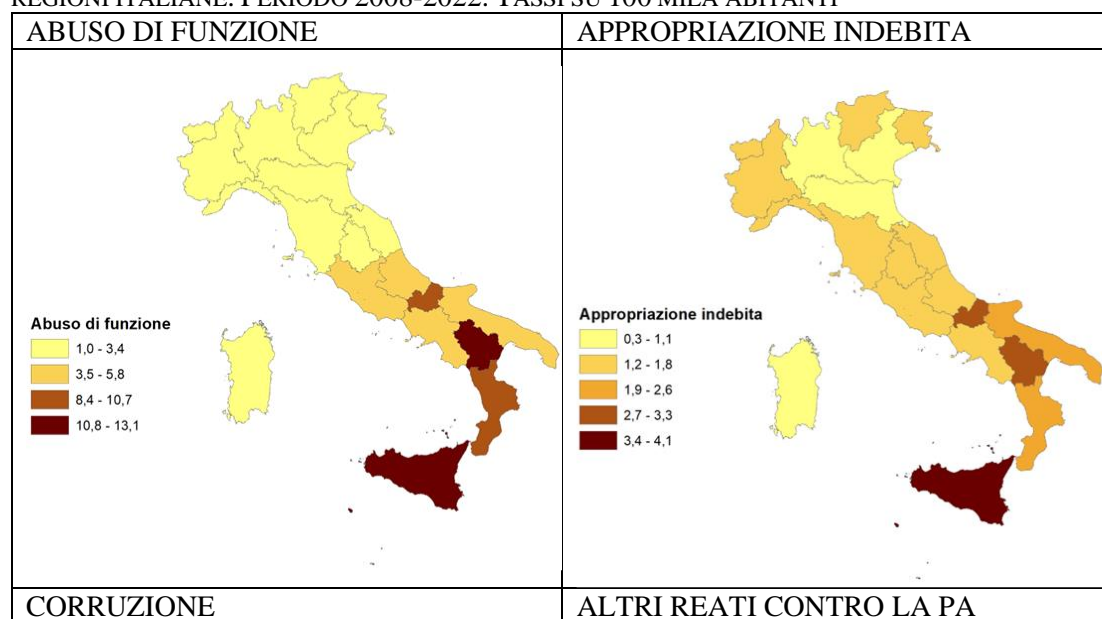 REGIONI ITALIANE. PERIODO 2008-2022. TASSI SU 100 MILA ABITANTI
ABUSO DI FUNZIONE
APPROPRIAZIONE INDEBITA
Abuso di funzione
1,0 - 3,4
3,5 - 5,8
8,4 - 10,7
10,8 - 13,1
Appropriazione indebita
0,3 - 1,1
1,2 - 1,8
1,9 - 2,6
2,7 - 3,3
3,4 - 4,1
CORRUZIONE
ALTRI REATI CONTRO LA PA